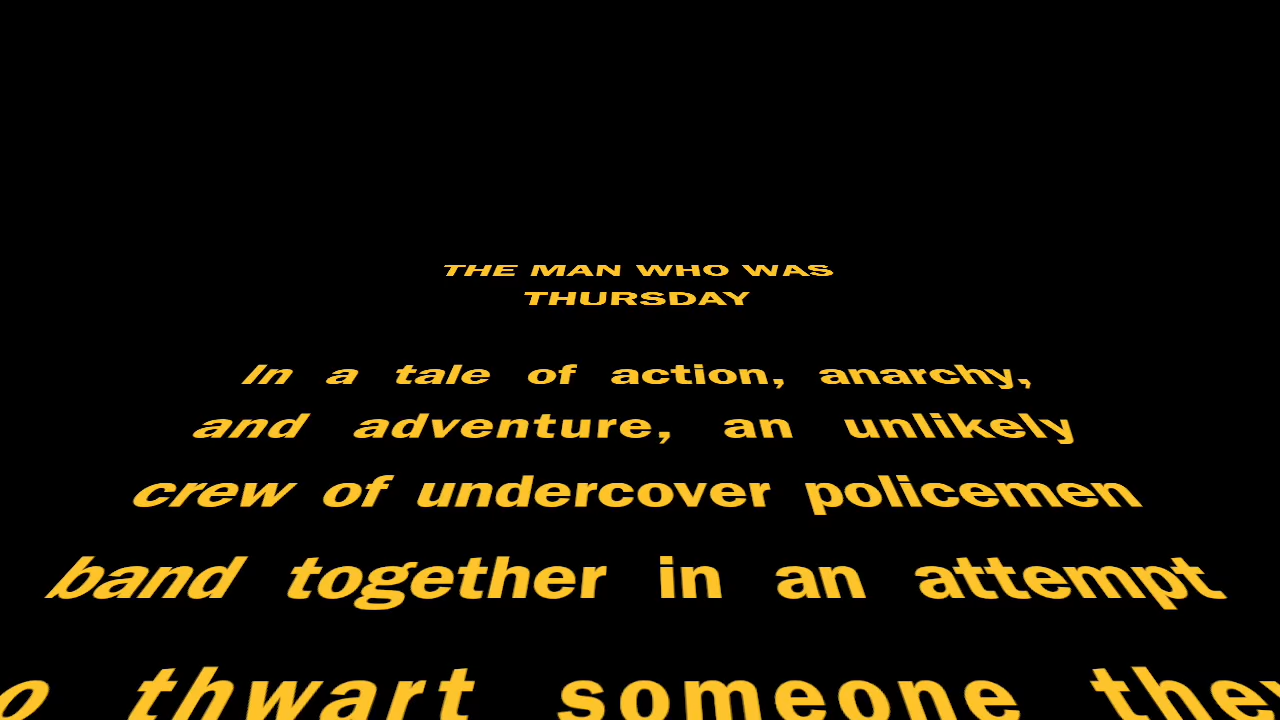 THE MAN WHO WAS
THURSDAY
In a tale of action, anarchy,
and adventure, an unlikely
crew of undercover policemen
band together in an attempt
thwart someone